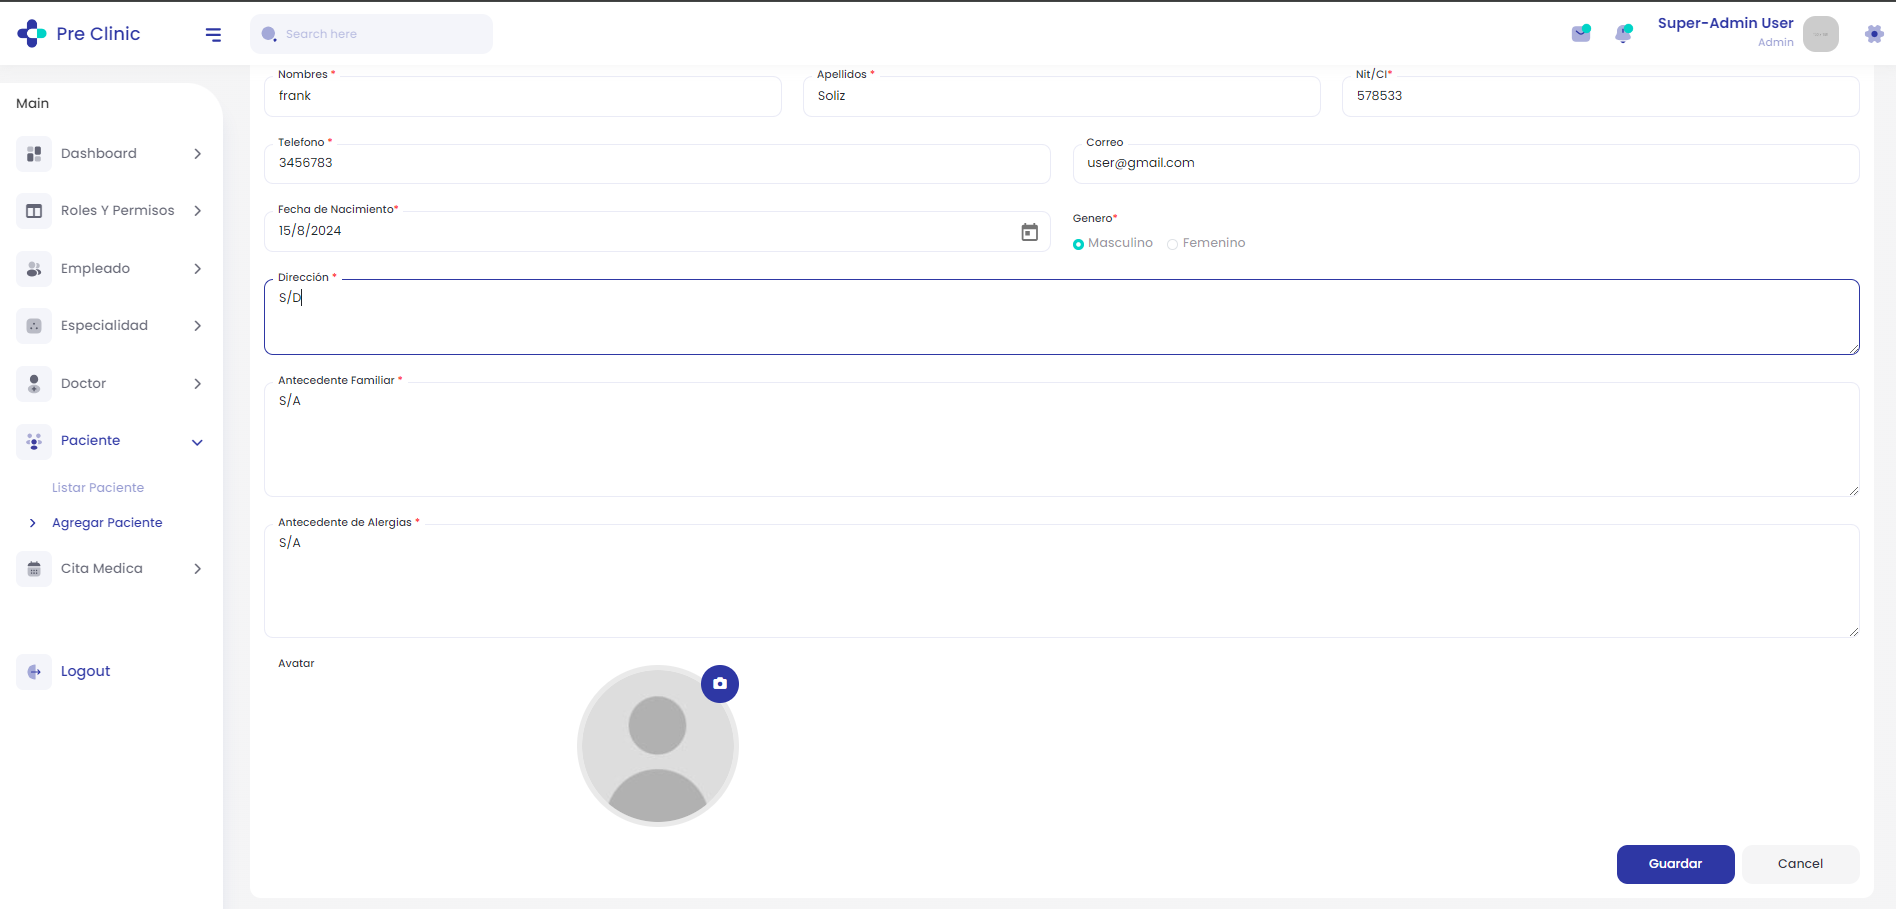 Pre Clinic
Search here
Super-Admin User
Admin
Main
Dashboard
Roles Y Permisos
Empleado
Especialidad
Doctor
Paciente
Listar Paciente
Agregar Paciente
Cita Medica
Logout
Nombres *
frank
Apellidos *
Soliz
Nit/CI*
578533
Telefono *
3456783
Correo
user@gmail.com
Fecha de Nacimiento*
15/8/2024
Genero*
Masculino
Femenino
Dirección *
S/D
Antecedente Familiar *
S/A
Antecedente de Alergias *
S/A
Avatar
Guardar
Cancel